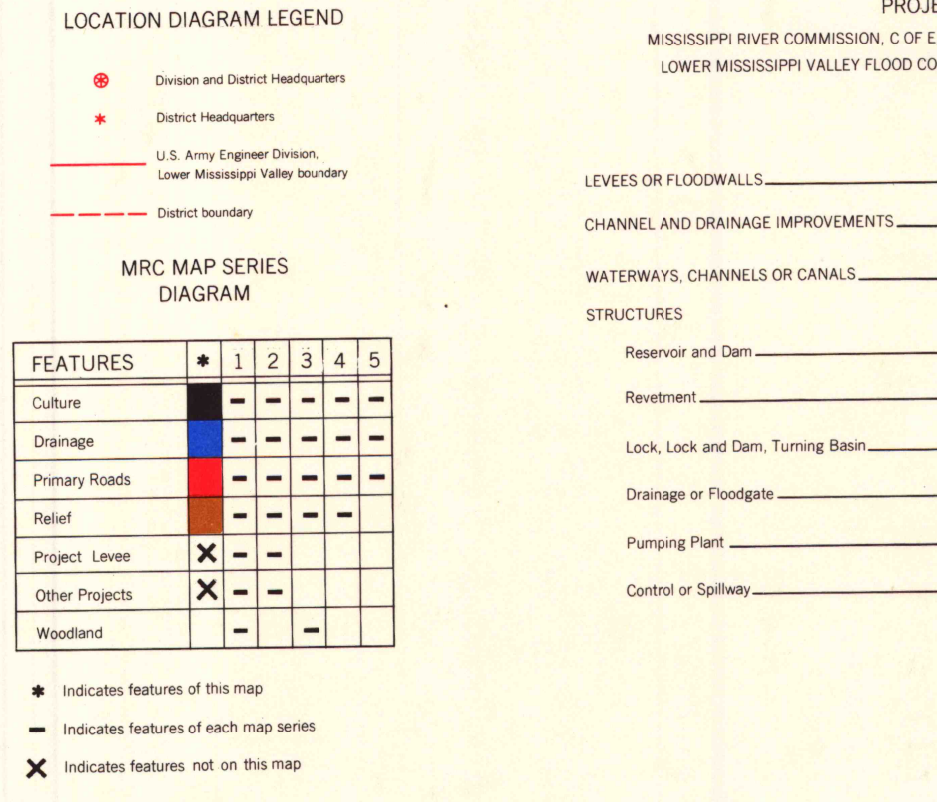 LOCATION DIAGRAM LEGEND
Division and District Headquarters
District Headquarters
U.S. Army Engineer Division,
Lower Mississippi Valley boundary
District boundary
MRC MAP SERIES
DIAGRAM
FEATURES * 1 2 3 4 5
Culture – – – – –
Drainage – – – – –
Primary Roads – – – – –
Relief – – – –
Project Levee X – –
Other Projects X – –
Woodland – –
* Indicates features of this map
– Indicates features of each map series
X Indicates features not on this map
PROJE
MISSISSIPPI RIVER COMMISSION, C OF E
LOWER MISSISSIPPI VALLEY FLOOD CO
LEVEES OR FLOODWALLS
CHANNEL AND DRAINAGE IMPROVEMENTS
WATERWAYS, CHANNELS OR CANALS
STRUCTURES
Reservoir and Dam
Revetment
Lock, Lock and Dam, Turning Basin
Drainage or Floodgate
Pumping Plant
Control or Spillway